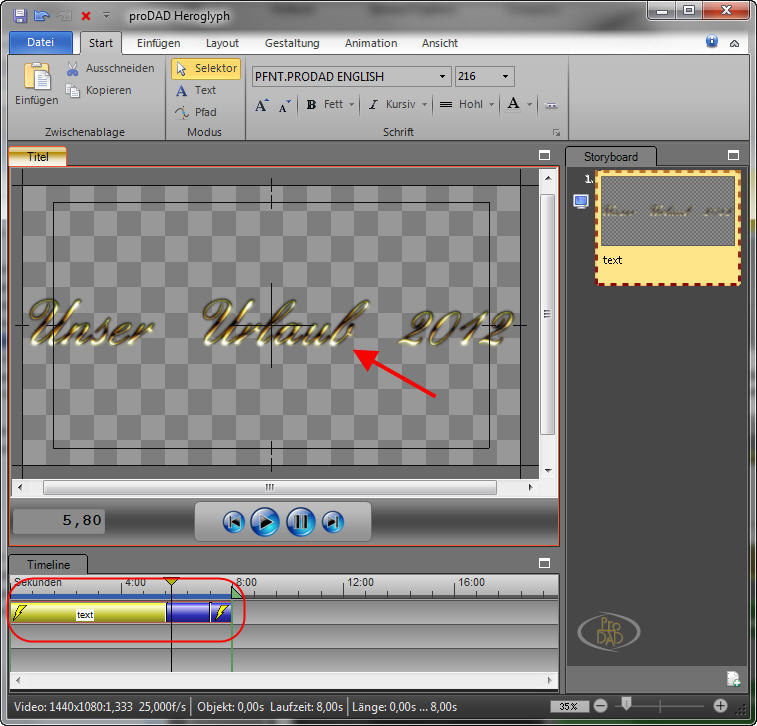 proDAD Heroglyph
Datei Start Einfügen Layout Gestaltung Animation Ansicht
Einfügen
Ausschneiden
Kopieren
Zwischenablage
Selektor
Text
Pfad
Modus
PFNT.PRODAD ENGLISH 216
A A B Fett I Kursiv Hohl A
Schrift
Titel
Unser Urlaub 2012
5,80
Storyboard
1.
Unser Urlaub 2012
text
Timeline
Sekunden 4:00 8:00 12:00 16:00
text
Pro
DAD
Video: 1440x1080:1,333 25,000f/s Objekt: 0,00s Laufzeit: 8,00s Länge: 0,00s ... 8,00s 35%